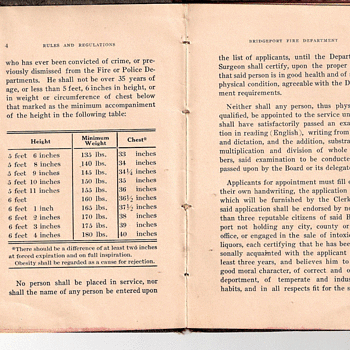 4 RULES AND REGULATIONS
who has ever been convicted of crime, or pre-
viously dismissed from the Fire or Police De-
partments. He shall not be over 35 years of
age, or less than 5 feet, 6 inches in height, or
in weight or circumference of chest below
that marked as the minimum accompaniment
of the height in the following table:
Height Minimum Weight Chest*
5 feet 6 inches 135 lbs. 33 inches
5 feet 8 inches 140 lbs. 34 inches
5 feet 9 inches 145 lbs. 34¼ inches
5 feet 10 inches 150 lbs. 35 inches
5 feet 11 inches 155 lbs. 36 inches
6 feet 160 lbs. 36½ inches
6 feet 1 inch 165 lbs. 37½ inches
6 feet 2 inches 170 lbs. 38 inches
6 feet 3 inches 175 lbs. 39 inches
6 feet 4 inches 180 lbs. 40 inches
*There should be a difference of at least two inches
at forced expiration and on full inspiration.
Obesity shall be regarded as a cause for rejection.
No person shall be placed in service, nor
shall the name of any person be entered upon
BRIDGEPORT FIRE DEPARTMENT
the list of applicants, until the Depart
Surgeon shall certify, upon the proper
that said person is in good health and of
physical condition, agreeable with the D
ment requirements.
Neither shall any person, thus phys
qualified, be appointed to the service un
shall have satisfactorily passed an exam
tion in reading (English), writing from
and dictation, and the addition, substra
multiplication and division of whole
bers, said examination to be conducted
passed upon by the Board or its delegate
Applicants for appointment must fill o
their own handwriting, the application
which will be furnished by the Clerk
said application shall be endorsed by no
than three reputable citizens of said B
port not holding any city, county or
office, or engaged in the sale of intoxic
liquors, each certifying that he has been
sonally acquainted with the applicant
least three years, and believes him to
good moral character, of correct and o
department, of temperate and indus
habits, and in all respects fit for the s